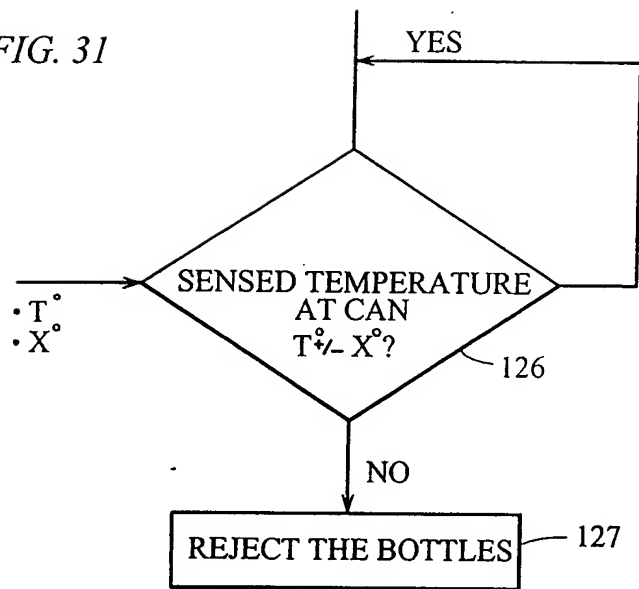 FIG. 31
YES
SENSED TEMPERATURE
AT CAN
T°+/– X°?
• T°
• X°
126
NO
REJECT THE BOTTLES
127